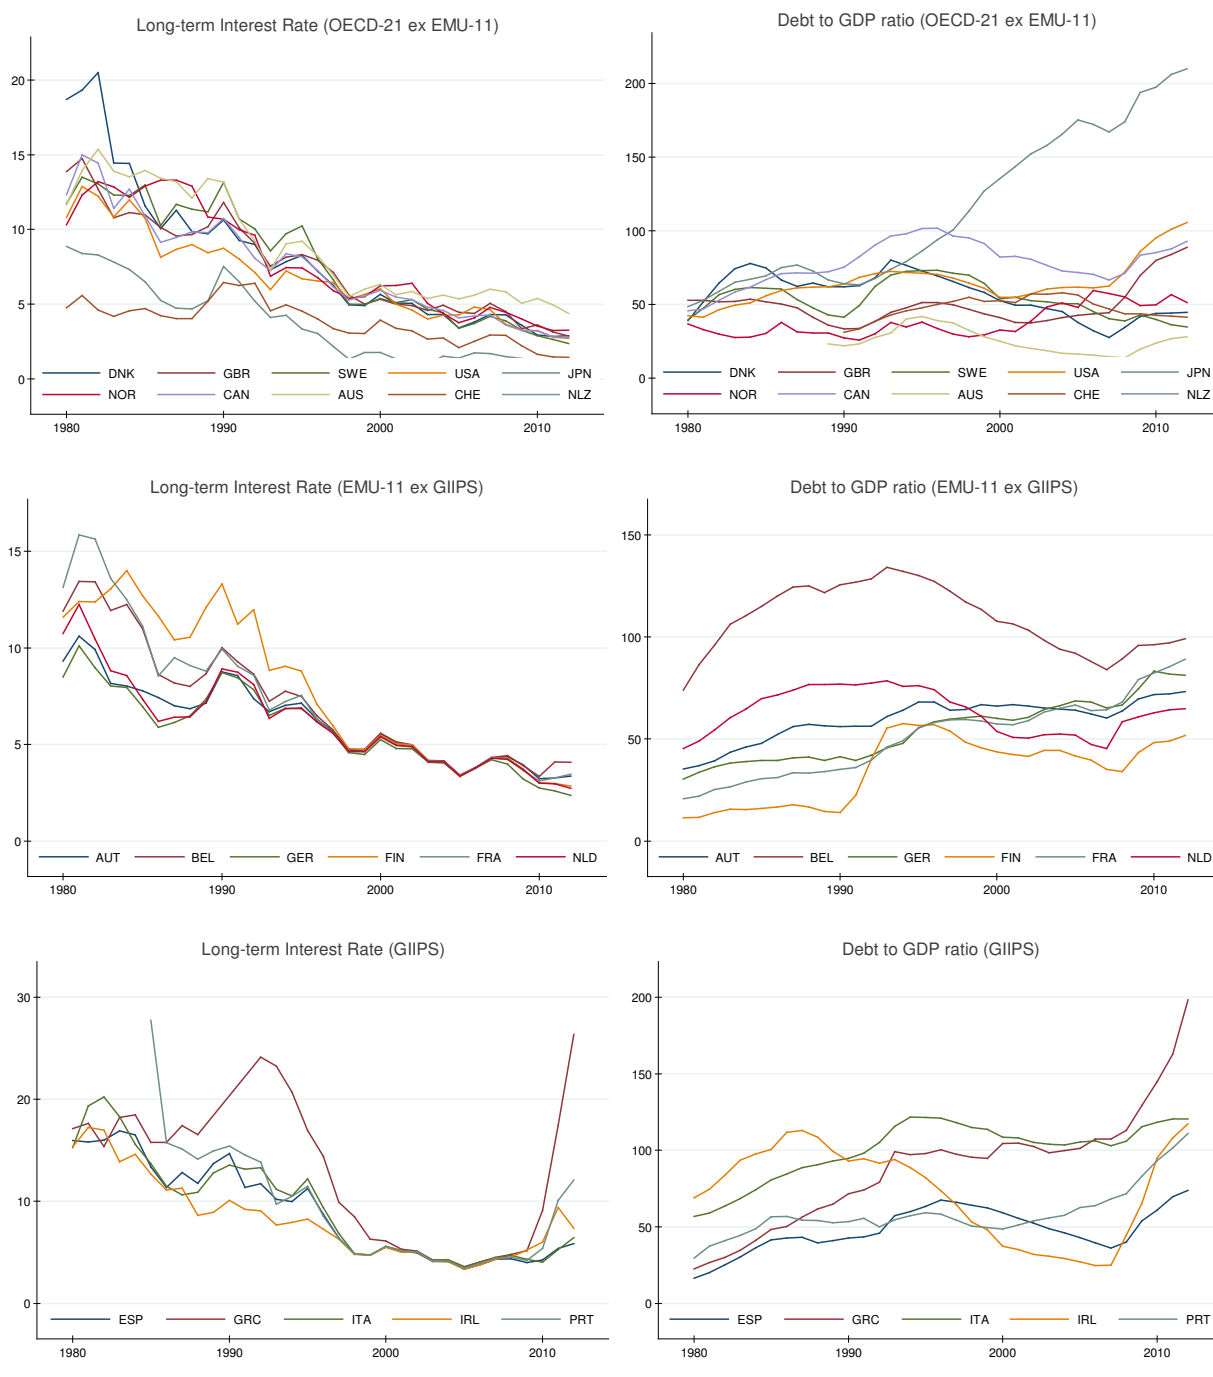 Long-term Interest Rate (OECD-21 ex EMU-11)
20
15
10
5
0
DNK GBR SWE USA JPN
NOR CAN AUS CHE NLZ
1980 1990 2000 2010
Debt to GDP ratio (OECD-21 ex EMU-11)
200
150
100
50
0
DNK GBR SWE USA JPN
NOR CAN AUS CHE NLZ
1980 1990 2000 2010
Long-term Interest Rate (EMU-11 ex GIIPS)
15
10
5
0
AUT BEL GER FIN FRA NLD
1980 1990 2000 2010
Debt to GDP ratio (EMU-11 ex GIIPS)
150
100
50
0
AUT BEL GER FIN FRA NLD
1980 1990 2000 2010
Long-term Interest Rate (GIIPS)
30
20
10
0
ESP GRC ITA IRL PRT
1980 1990 2000 2010
Debt to GDP ratio (GIIPS)
200
150
100
50
0
ESP GRC ITA IRL PRT
1980 1990 2000 2010